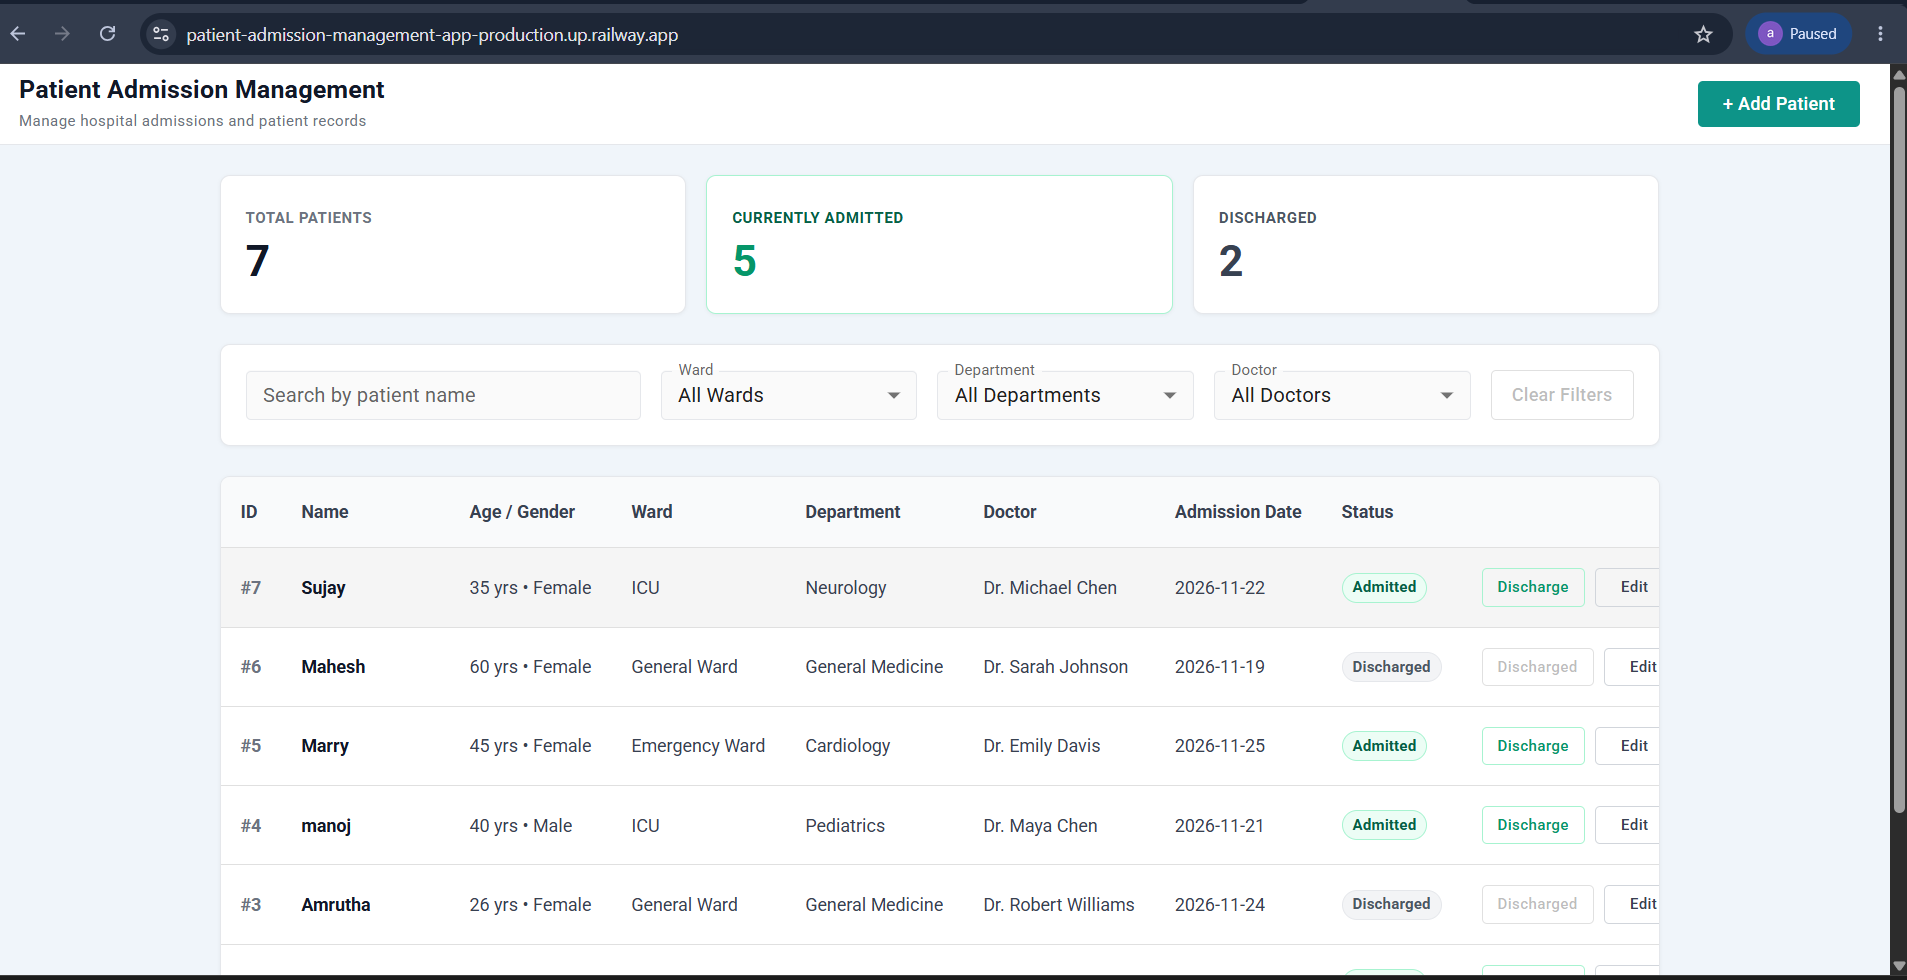 patient-admission-management-app-production.up.railway.app
a Paused
Patient Admission Management
Manage hospital admissions and patient records
+ Add Patient
TOTAL PATIENTS
7
CURRENTLY ADMITTED
5
DISCHARGED
2
Search by patient name
Ward
All Wards
Department
All Departments
Doctor
All Doctors
Clear Filters
ID Name Age / Gender Ward Department Doctor Admission Date Status
#7 Sujay 35 yrs • Female ICU Neurology Dr. Michael Chen 2026-11-22 Admitted Discharge Edit
#6 Mahesh 60 yrs • Female General Ward General Medicine Dr. Sarah Johnson 2026-11-19 Discharged Discharged Edit
#5 Marry 45 yrs • Female Emergency Ward Cardiology Dr. Emily Davis 2026-11-25 Admitted Discharge Edit
#4 manoj 40 yrs • Male ICU Pediatrics Dr. Maya Chen 2026-11-21 Admitted Discharge Edit
#3 Amrutha 26 yrs • Female General Ward General Medicine Dr. Robert Williams 2026-11-24 Discharged Discharged Edit